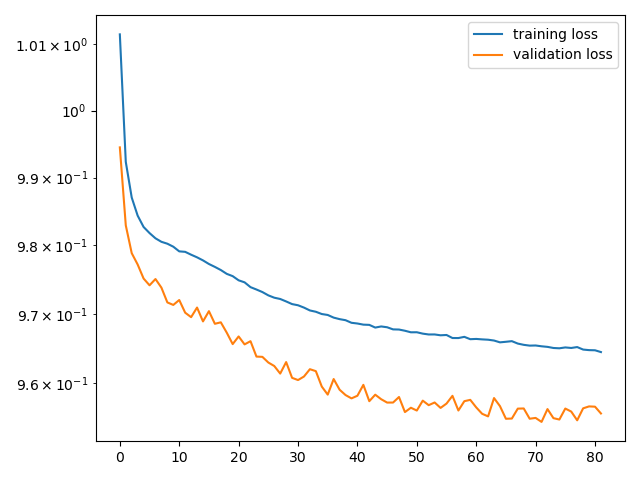 training loss
validation loss
1.01 × 10⁰
10⁰
9.9 × 10⁻¹
9.8 × 10⁻¹
9.7 × 10⁻¹
9.6 × 10⁻¹
0 10 20 30 40 50 60 70 80